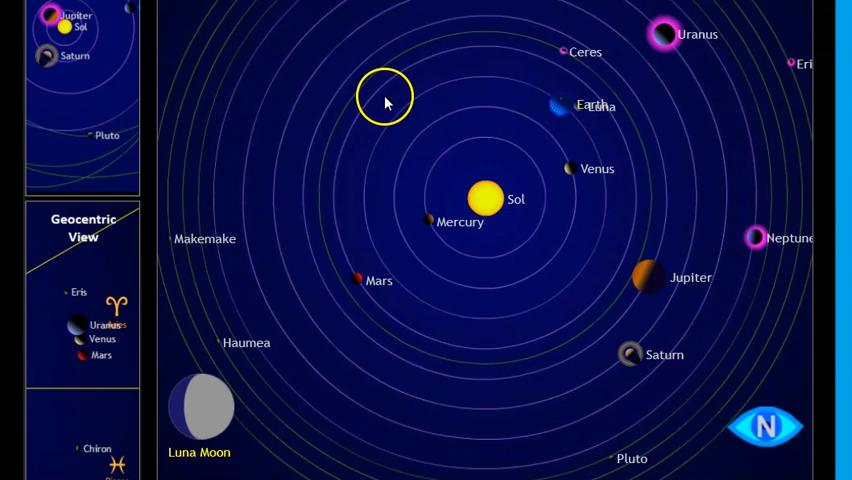 Jupiter
Sol
Saturn
Pluto
Geocentric
View
Eris
Uranus
Venus
Mars
Chiron
Uranus
Ceres
Eri
Earth
Luna
Venus
Sol
Mercury
Makemake
Neptune
Mars
Jupiter
Haumea
Saturn
Luna Moon
N
Pluto